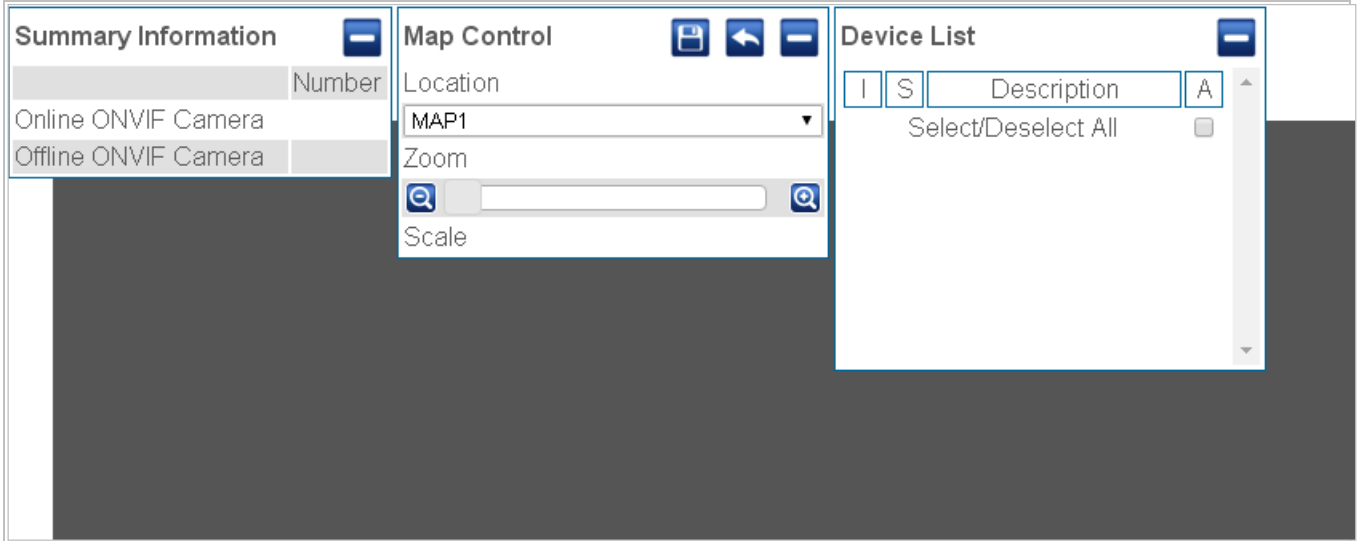 Summary Information
Number
Online ONVIF Camera
Offline ONVIF Camera
Map Control
Location
MAP1
Zoom
Scale
Device List
I S Description A
Select/Deselect All